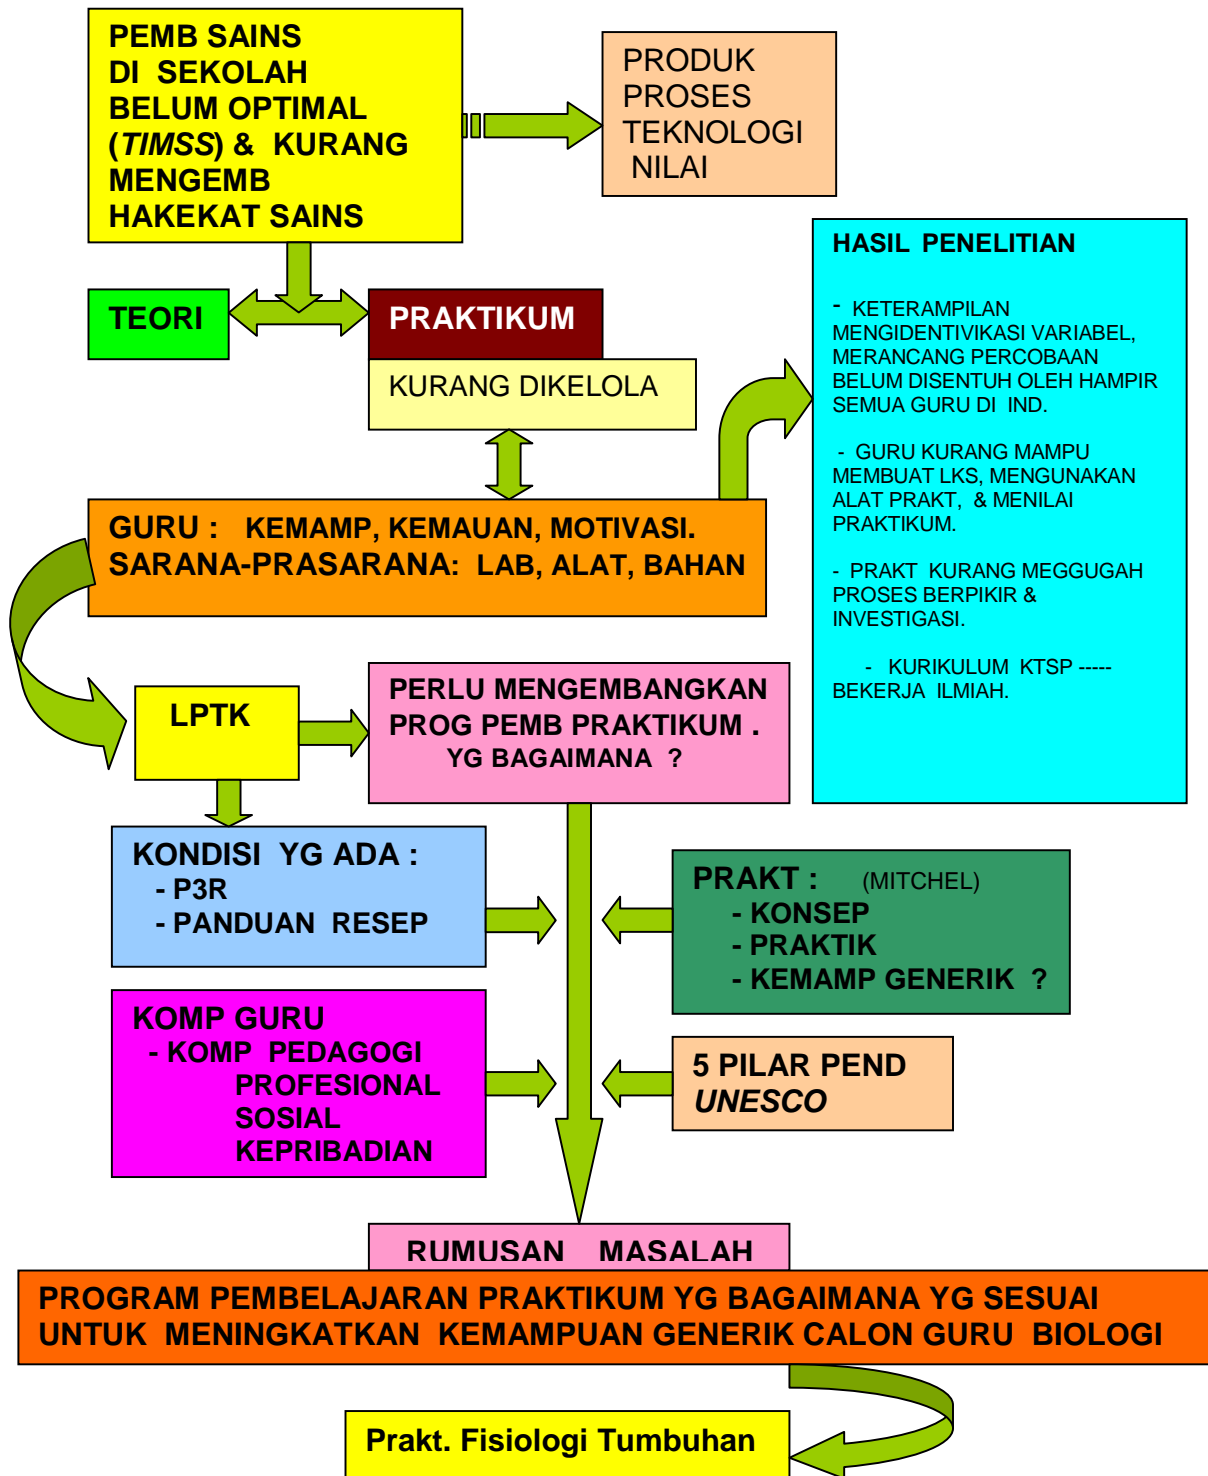 PEMB SAINS
DI SEKOLAH
BELUM OPTIMAL
(TIMSS) & KURANG
MENGEMB
HAKEKAT SAINS
PRODUK
PROSES
TEKNOLOGI
NILAI
TEORI
PRAKTIKUM
KURANG DIKELOLA
HASIL PENELITIAN
- KETERAMPILAN
MENGIDENTIVIKASI VARIABEL,
MERANCANG PERCOBAAN
BELUM DISENTUH OLEH HAMPIR
SEMUA GURU DI IND.
- GURU KURANG MAMPU
MEMBUAT LKS, MENGUNAKAN
ALAT PRAKT, & MENILAI
PRAKTIKUM.
- PRAKT KURANG MEGGUGAH
PROSES BERPIKIR &
INVESTIGASI.
- KURIKULUM KTSP -----
BEKERJA ILMIAH.
GURU : KEMAMP, KEMAUAN, MOTIVASI.
SARANA-PRASARANA: LAB, ALAT, BAHAN
LPTK
PERLU MENGEMBANGKAN
PROG PEMB PRAKTIKUM .
YG BAGAIMANA ?
KONDISI YG ADA :
- P3R
- PANDUAN RESEP
PRAKT : (MITCHEL)
- KONSEP
- PRAKTIK
- KEMAMP GENERIK ?
KOMP GURU
- KOMP PEDAGOGI
PROFESIONAL
SOSIAL
KEPRIBADIAN
5 PILAR PEND
UNESCO
RUMUSAN MASALAH
PROGRAM PEMBELAJARAN PRAKTIKUM YG BAGAIMANA YG SESUAI
UNTUK MENINGKATKAN KEMAMPUAN GENERIK CALON GURU BIOLOGI
Prakt. Fisiologi Tumbuhan